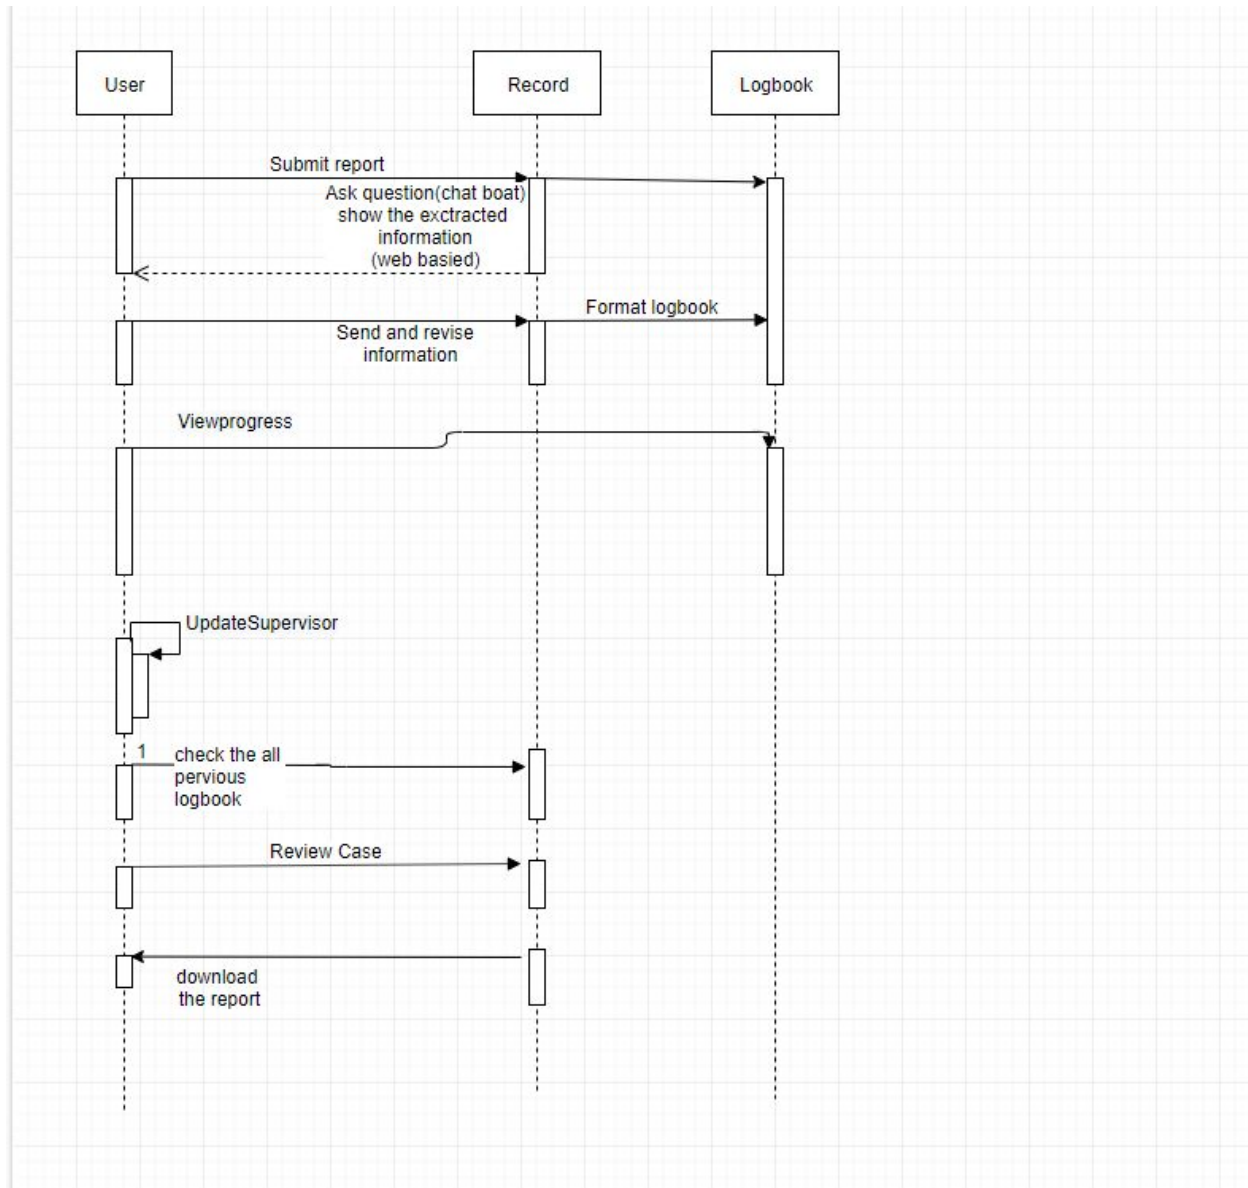 User
Record
Logbook
Submit report
Ask question(chat boat)
show the exctracted
information
(web basied)
Format logbook
Send and revise
information
Viewprogress
UpdateSupervisor
1
check the all
pervious
logbook
Review Case
download
the report